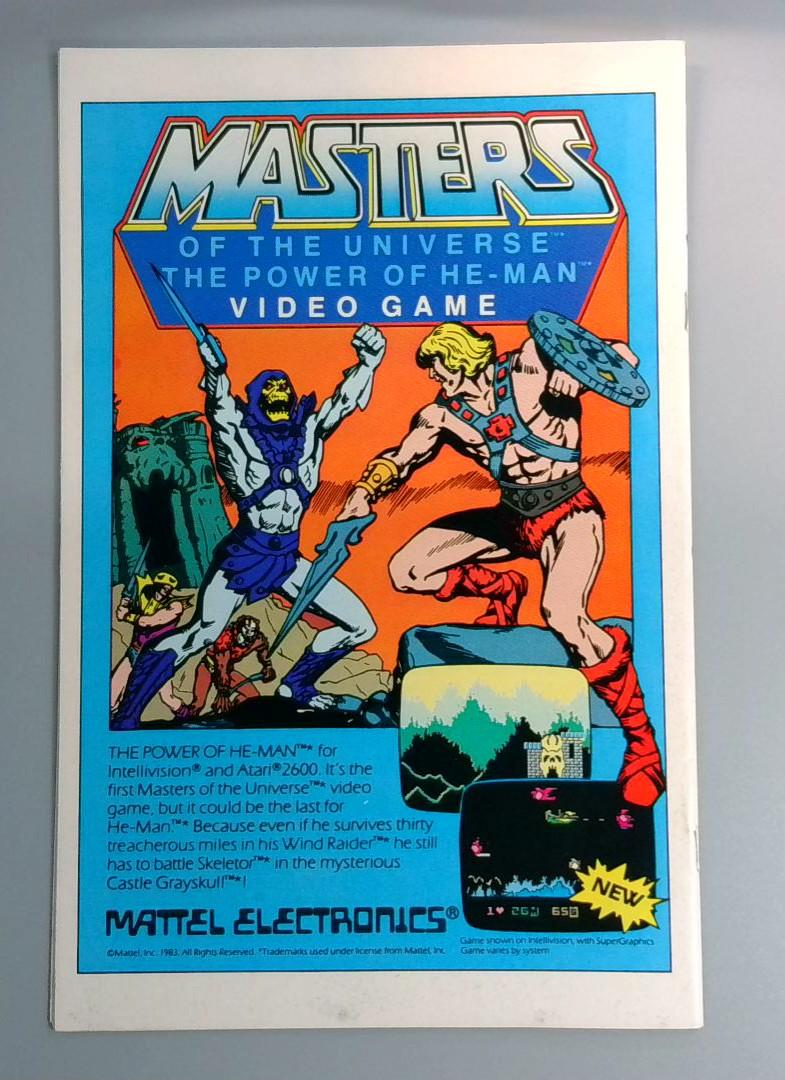 MASTERS
OF THE UNIVERSE™*
THE POWER OF HE-MAN™*
VIDEO GAME
THE POWER OF HE-MAN™* for
Intellivision® and Atari® 2600. It's the
first Masters of the Universe™* video
game, but it could be the last for
He-Man.™* Because even if he survives thirty
treacherous miles in his Wind Raider™* he still
has to battle Skeletor™* in the mysterious
Castle Grayskull™*!
MATTEL ELECTRONICS®
©Mattel, Inc. 1983. All Rights Reserved. *Trademarks used under license from Mattel, Inc.
NEW
1♥ 26M 650
Game shown on Intellivision, with SuperGraphics
Game varies by system